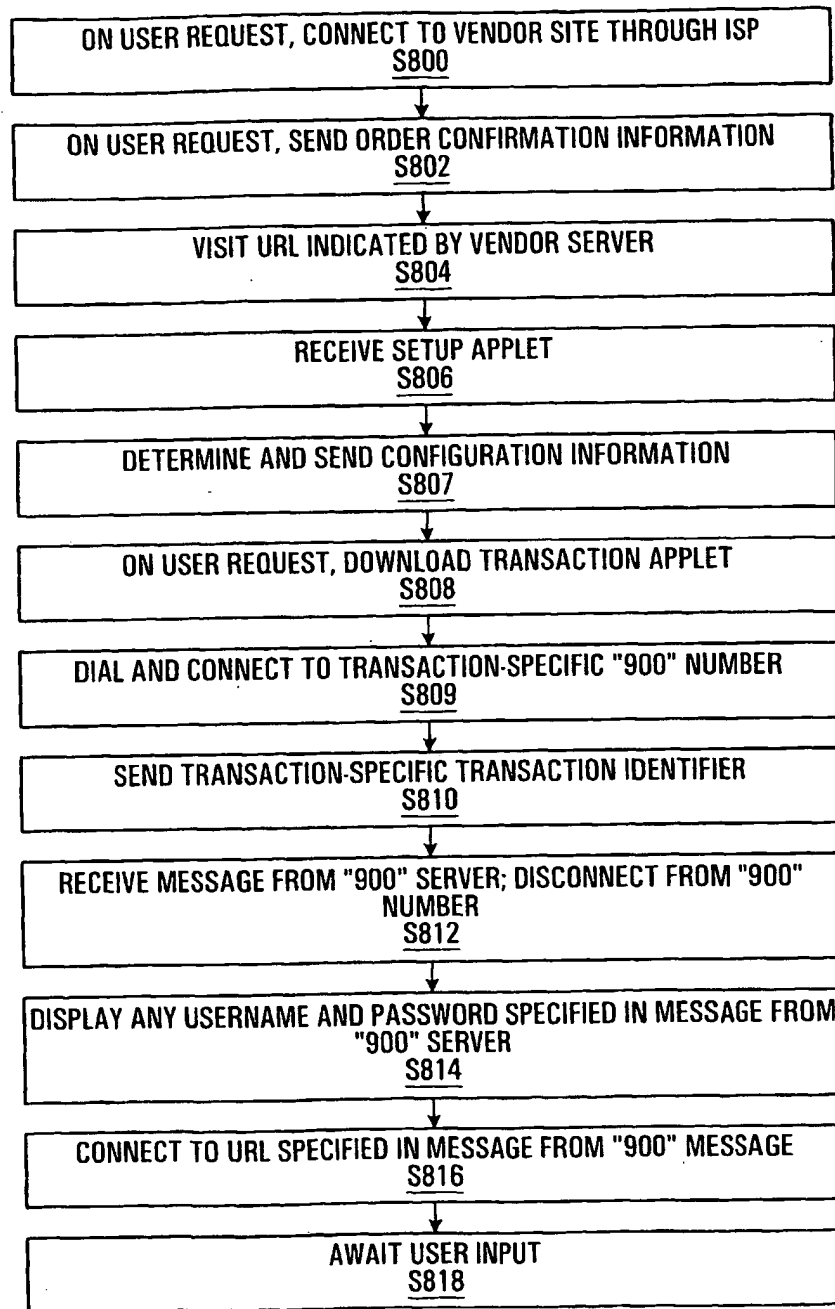 ON USER REQUEST, CONNECT TO VENDOR SITE THROUGH ISP
S800
ON USER REQUEST, SEND ORDER CONFIRMATION INFORMATION
S802
VISIT URL INDICATED BY VENDOR SERVER
S804
RECEIVE SETUP APPLET
S806
DETERMINE AND SEND CONFIGURATION INFORMATION
S807
ON USER REQUEST, DOWNLOAD TRANSACTION APPLET
S808
DIAL AND CONNECT TO TRANSACTION-SPECIFIC "900" NUMBER
S809
SEND TRANSACTION-SPECIFIC TRANSACTION IDENTIFIER
S810
RECEIVE MESSAGE FROM "900" SERVER; DISCONNECT FROM "900"
NUMBER
S812
DISPLAY ANY USERNAME AND PASSWORD SPECIFIED IN MESSAGE FROM
"900" SERVER
S814
CONNECT TO URL SPECIFIED IN MESSAGE FROM "900" MESSAGE
S816
AWAIT USER INPUT
S818